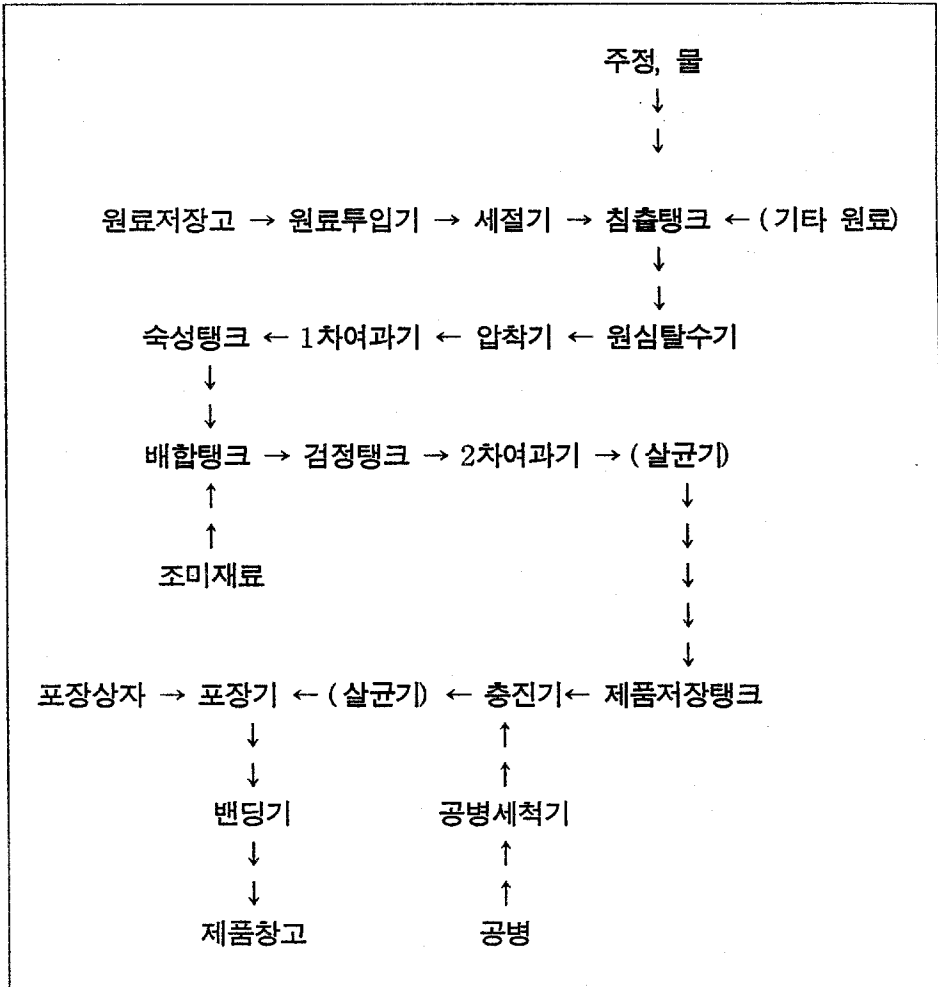 주정, 물
↓
↓
원료저장고 → 원료투입기 → 세절기 → 침츨탱크 ← (기타 원료)
↓
↓
숙성탱크 ← 1차여과기 ← 압착기 ← 원심탈수기
↓
↓
배합탱크 → 검정탱크 → 2차여과기 → (살균기)
↑ ↓
↑ ↓
조미재료 ↓
↓
↓
포장상자 → 포장기 ← (살균기) ← 충진기← 제품저장탱크
↓ ↑
↓ ↑
밴딩기 공병세척기
↓ ↑
↓ ↑
제품창고 공병